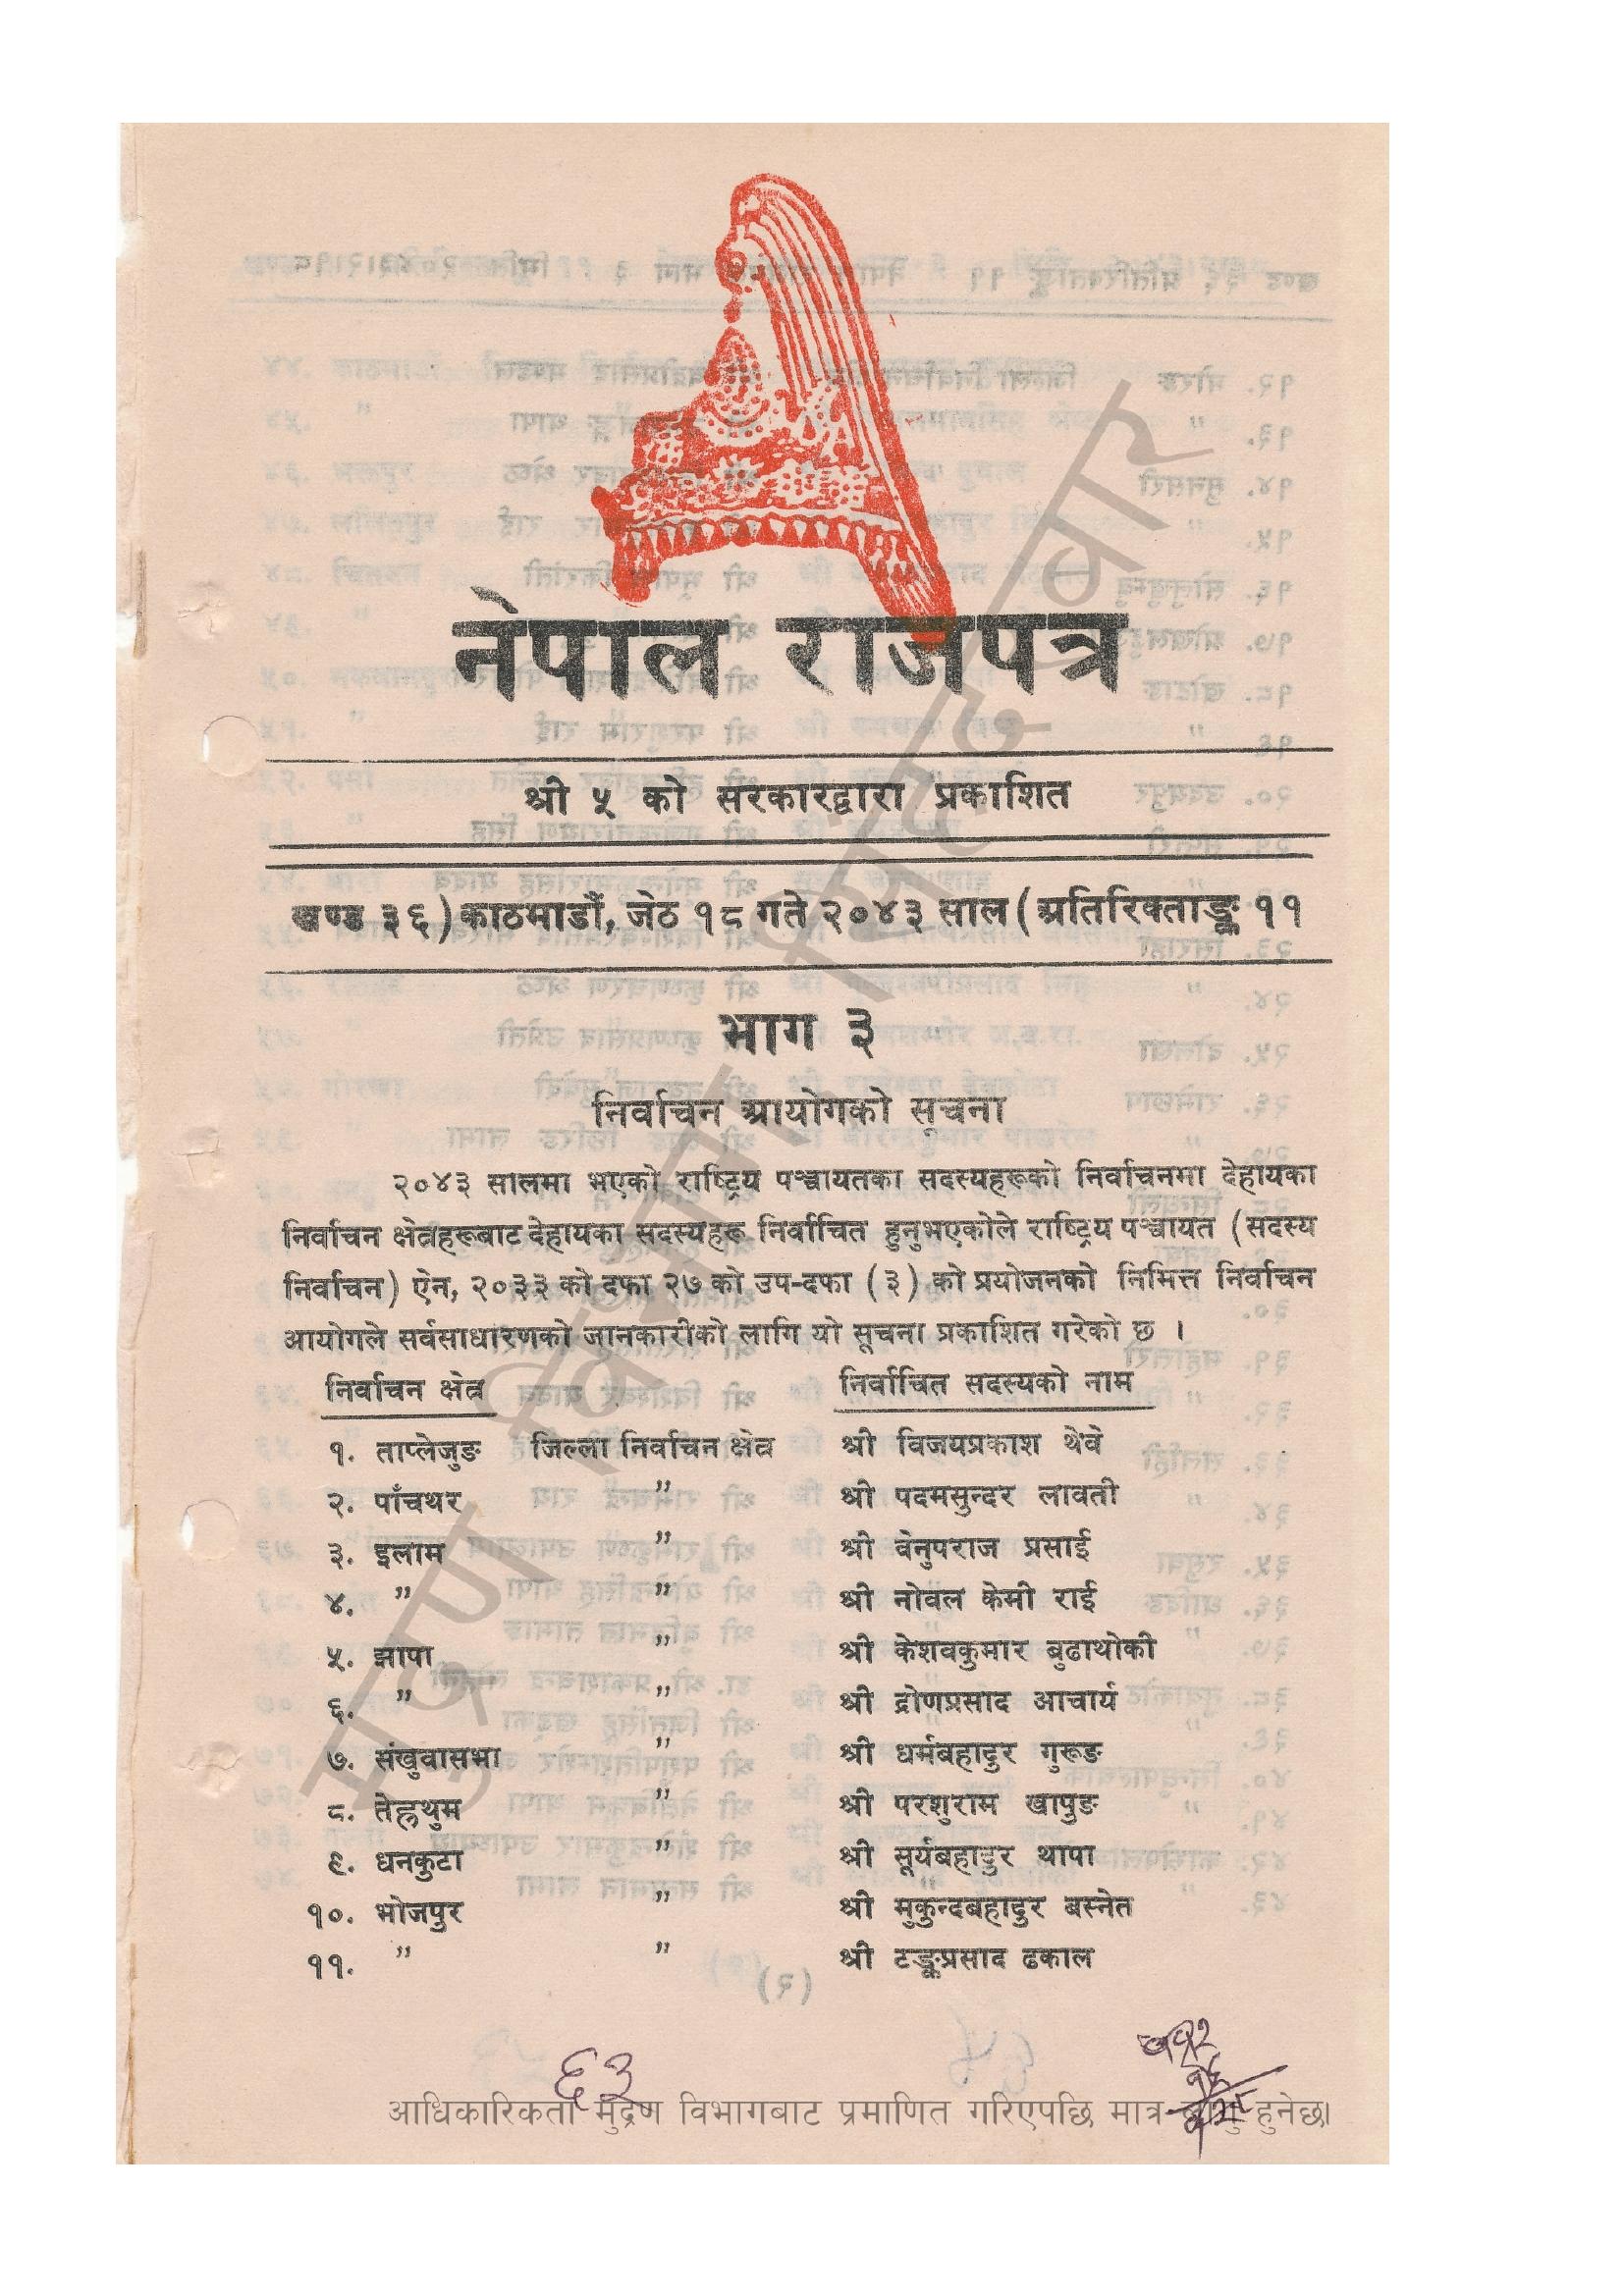 नेपाल राजपत्र
श्री ५ को सरकारद्वारा प्रकाशित
खण्ड ३६) काठमाडौं, जेठ १८ गते २०४३ साल (अतिरिक्ताङ्क ११
भाग ३
निर्वाचन आयोगको सूचना
२०४३ सालमा भएको राष्ट्रिय पञ्चायतका सदस्यहरूको निर्वाचनमा देहायका
निर्वाचन क्षेत्रहरूबाट देहायका सदस्यहरू निर्वाचित हुनुभएकोले राष्ट्रिय पञ्चायत (सदस्य
निर्वाचन) ऐन, २०३३ को दफा २७ को उप-दफा (३) को प्रयोजनको निमित्त निर्वाचन
आयोगले सर्वसाधारणको जानकारीको लागि यो सूचना प्रकाशित गरेको छ ।
निर्वाचन क्षेत्र निर्वाचित सदस्यको नाम
१. ताप्लेजुङ जिल्ला निर्वाचन क्षेत्र श्री विजयप्रकाश थेवे
२. पाँचथर " श्री पदमसुन्दर लावती
३. इलाम " श्री वेनुपराज प्रसाई
४. " " श्री नोवल केमी राई
५. झापा " श्री केशवकुमार बुढाथोकी
६. " " श्री द्रोणप्रसाद आचार्य
७. संखुवासभा " श्री धर्मबहादुर गुरूङ
८. तेह्रथुम " श्री परशुराम खापुङ
९. धनकुटा " श्री सूर्यबहादुर थापा
१०. भोजपुर " श्री मुकुन्दबहादुर बस्नेत
११. " " श्री टङ्कप्रसाद ढकाल
६३
आधिकारिकता मुद्रण विभागबाट प्रमाणित गरिएपछि मात्र लागु हुनेछ।
मुद्रण विभाग